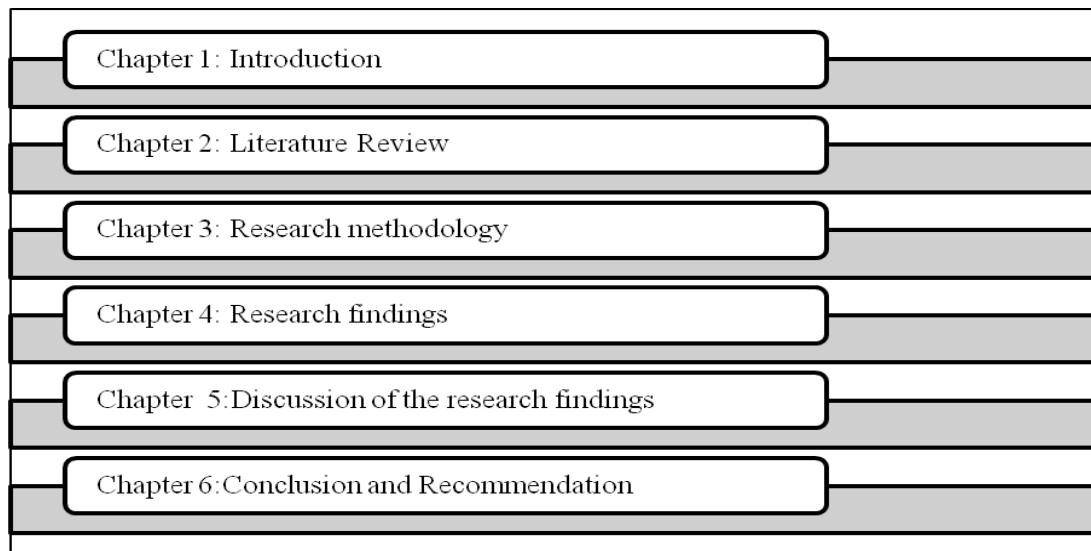 Chapter 1: Introduction
Chapter 2: Literature Review
Chapter 3: Research methodology
Chapter 4: Research findings
Chapter  5:Discussion of the research findings
Chapter 6:Conclusion and Recommendation